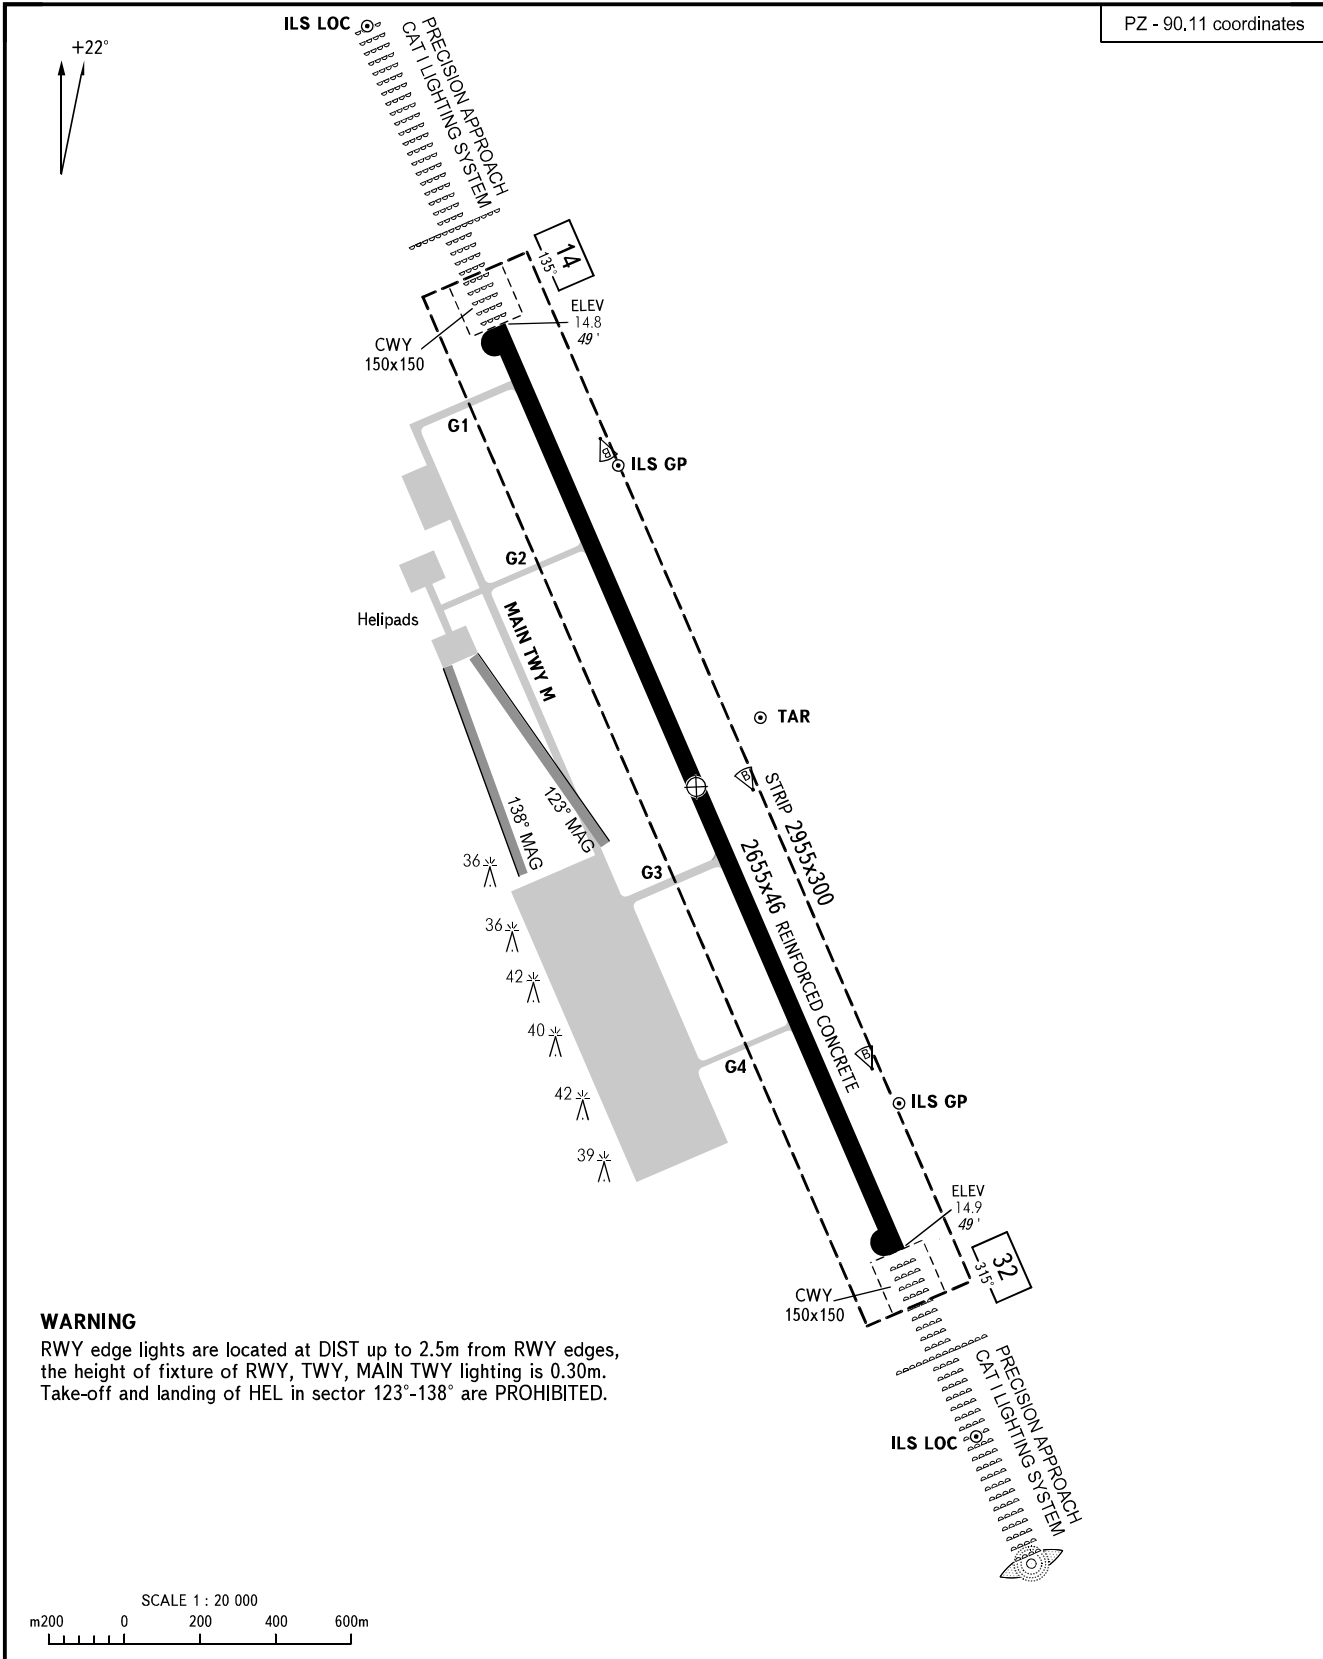 PZ - 90.11 coordinates
ILS LOC
+22°
PRECISION APPROACH
CAT I LIGHTING SYSTEM
14
135°
ELEV
14.8
49'
CWY
150x150
G1
ILS GP
G2
MAIN TWY M
Helipads
TAR
STRIP 2955x300
138° MAG
123° MAG
2655x46 REINFORCED CONCRETE
36
G3
36
42
40
G4
42
ILS GP
39
ELEV
14.9
49'
32
315°
CWY
150x150
WARNING
RWY edge lights are located at DIST up to 2.5m from RWY edges,
the height of fixture of RWY, TWY, MAIN TWY lighting is 0.30m.
Take-off and landing of HEL in sector 123°-138° are PROHIBITED.
PRECISION APPROACH
CAT I LIGHTING SYSTEM
ILS LOC
SCALE 1 : 20 000
m200 0 200 400 600m
B
B
B